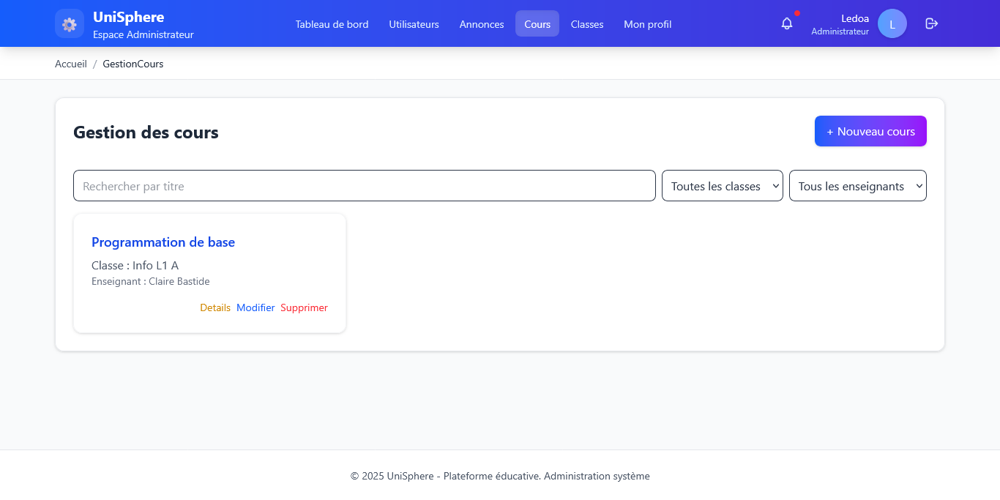 UniSphere
Espace Administrateur
Tableau de bord
Utilisateurs
Annonces
Cours
Classes
Mon profil
Ledoa
Administrateur
L
Accueil / GestionCours
Gestion des cours
+ Nouveau cours
Rechercher par titre
Toutes les classes
Tous les enseignants
Programmation de base
Classe : Info L1 A
Enseignant : Claire Bastide
Details Modifier Supprimer
© 2025 UniSphere - Plateforme éducative. Administration système